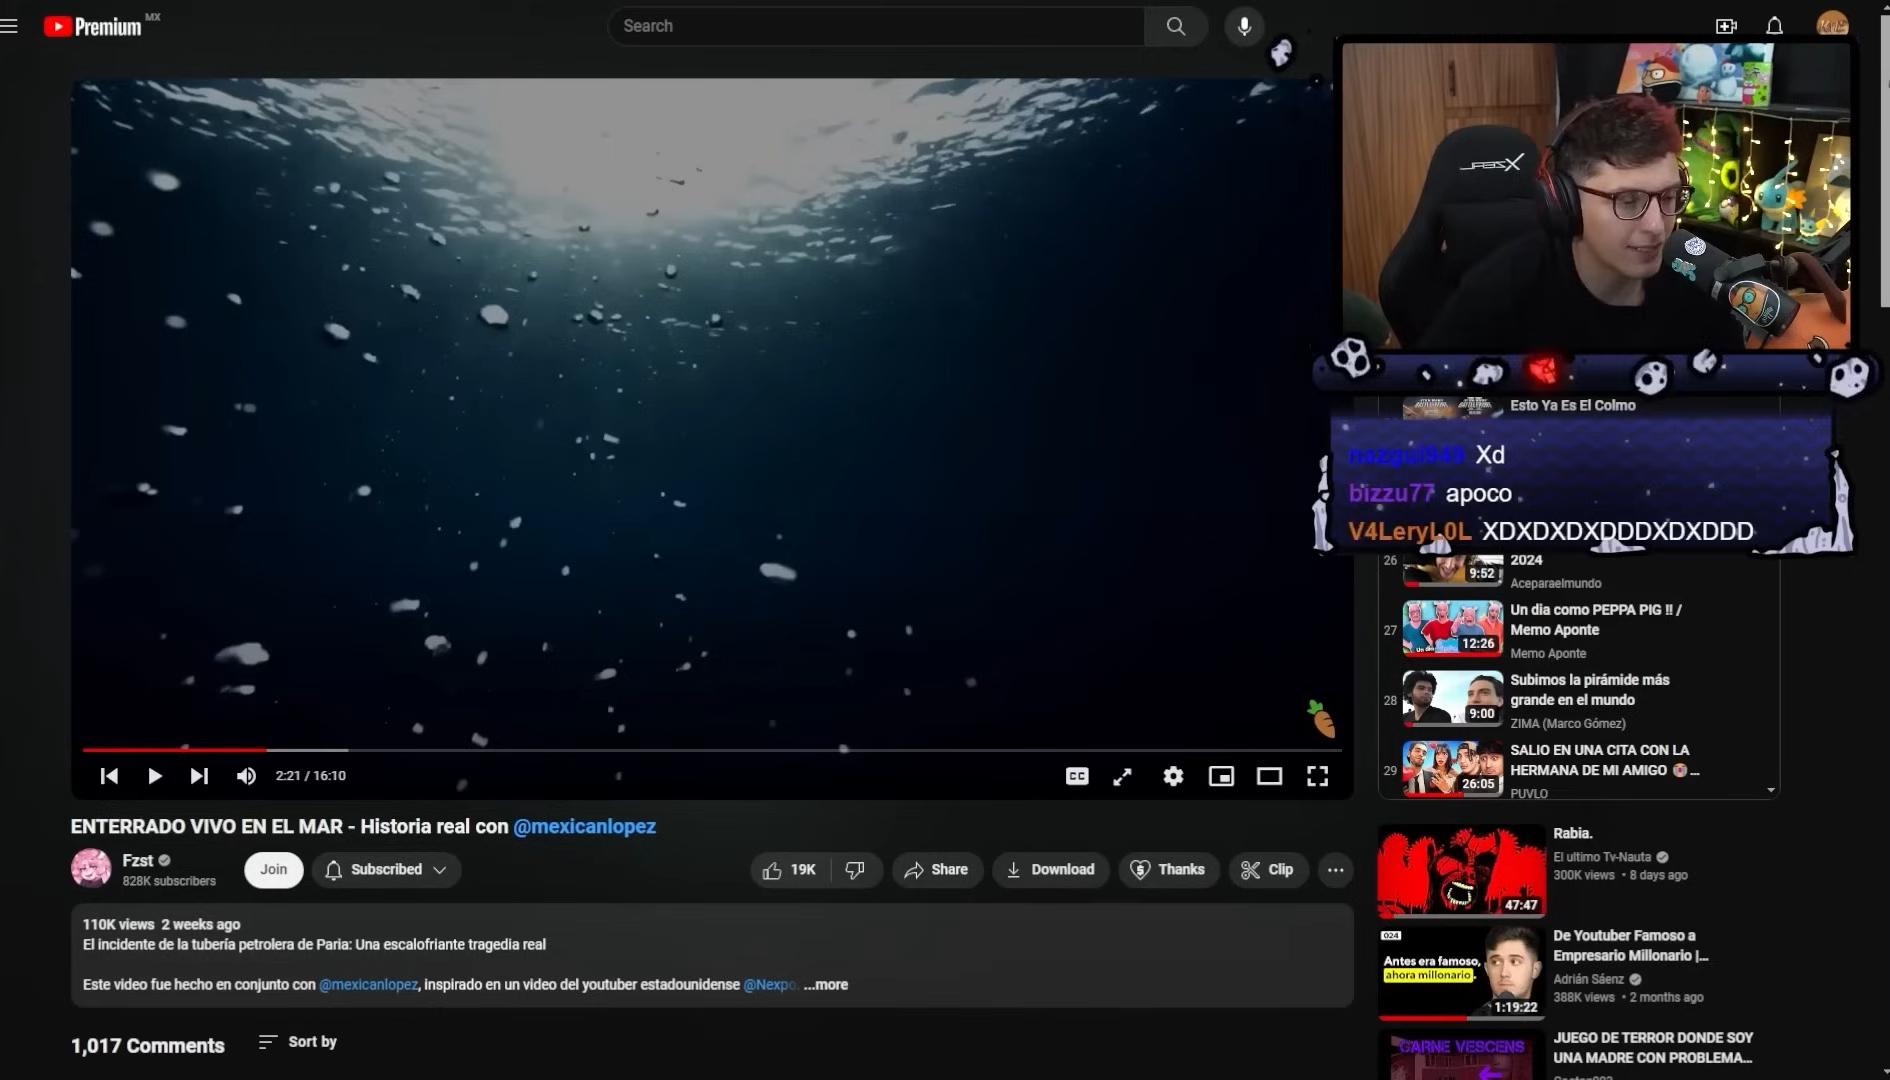 Premium MX
Search
XZEAL
Esto Ya Es El Colmo
nazgul949 Xd
bizzu77 apoco
V4LeryL0L XDXDXDXDDDXDXDDD
26
9:52
2024
Aceparaelmundo
27
12:26
Un dia como PEPPA PIG !! /
Memo Aponte
Memo Aponte
28
9:00
Subimos la pirámide más
grande en el mundo
ZIMA (Marco Gómez)
29
26:05
SALIO EN UNA CITA CON LA
HERMANA DE MI AMIGO 😭...
PUVLO
2:21 / 16:10
CC
ENTERRADO VIVO EN EL MAR - Historia real con @mexicanlopez
Fzst
828K subscribers
Join
Subscribed
19K
Share
Download
Thanks
Clip
110K views 2 weeks ago
El incidente de la tubería petrolera de Paria: Una escalofriante tragedia real
Este video fue hecho en conjunto con @mexicanlopez, inspirado en un video del youtuber estadounidense @Nexpo ...more
1,017 Comments
Sort by
47:47
Rabia.
El ultimo Tv-Nauta
300K views • 8 days ago
024
Antes era famoso,
ahora millonario.
1:19:22
De Youtuber Famoso a
Empresario Millonario |...
Adrián Sáenz
388K views • 2 months ago
CARNE VESCENS
JUEGO DE TERROR DONDE SOY
UNA MADRE CON PROBLEMA...